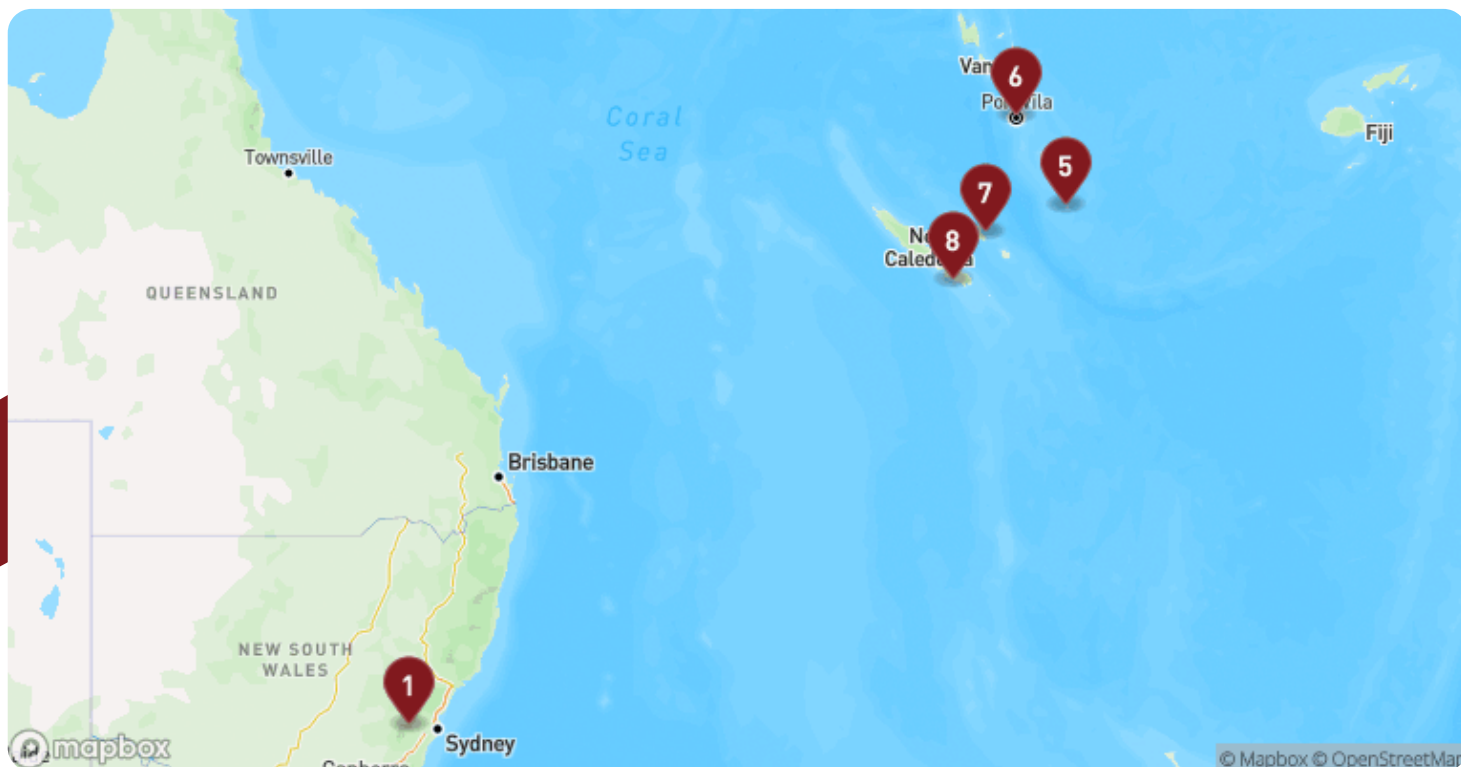 Coral
Sea
6
Fiji
5
7
Townsville
8
QUEENSLAND
Brisbane
NEW SOUTH
WALES
1
Sydney
mapbox
© Mapbox © OpenStreetMap